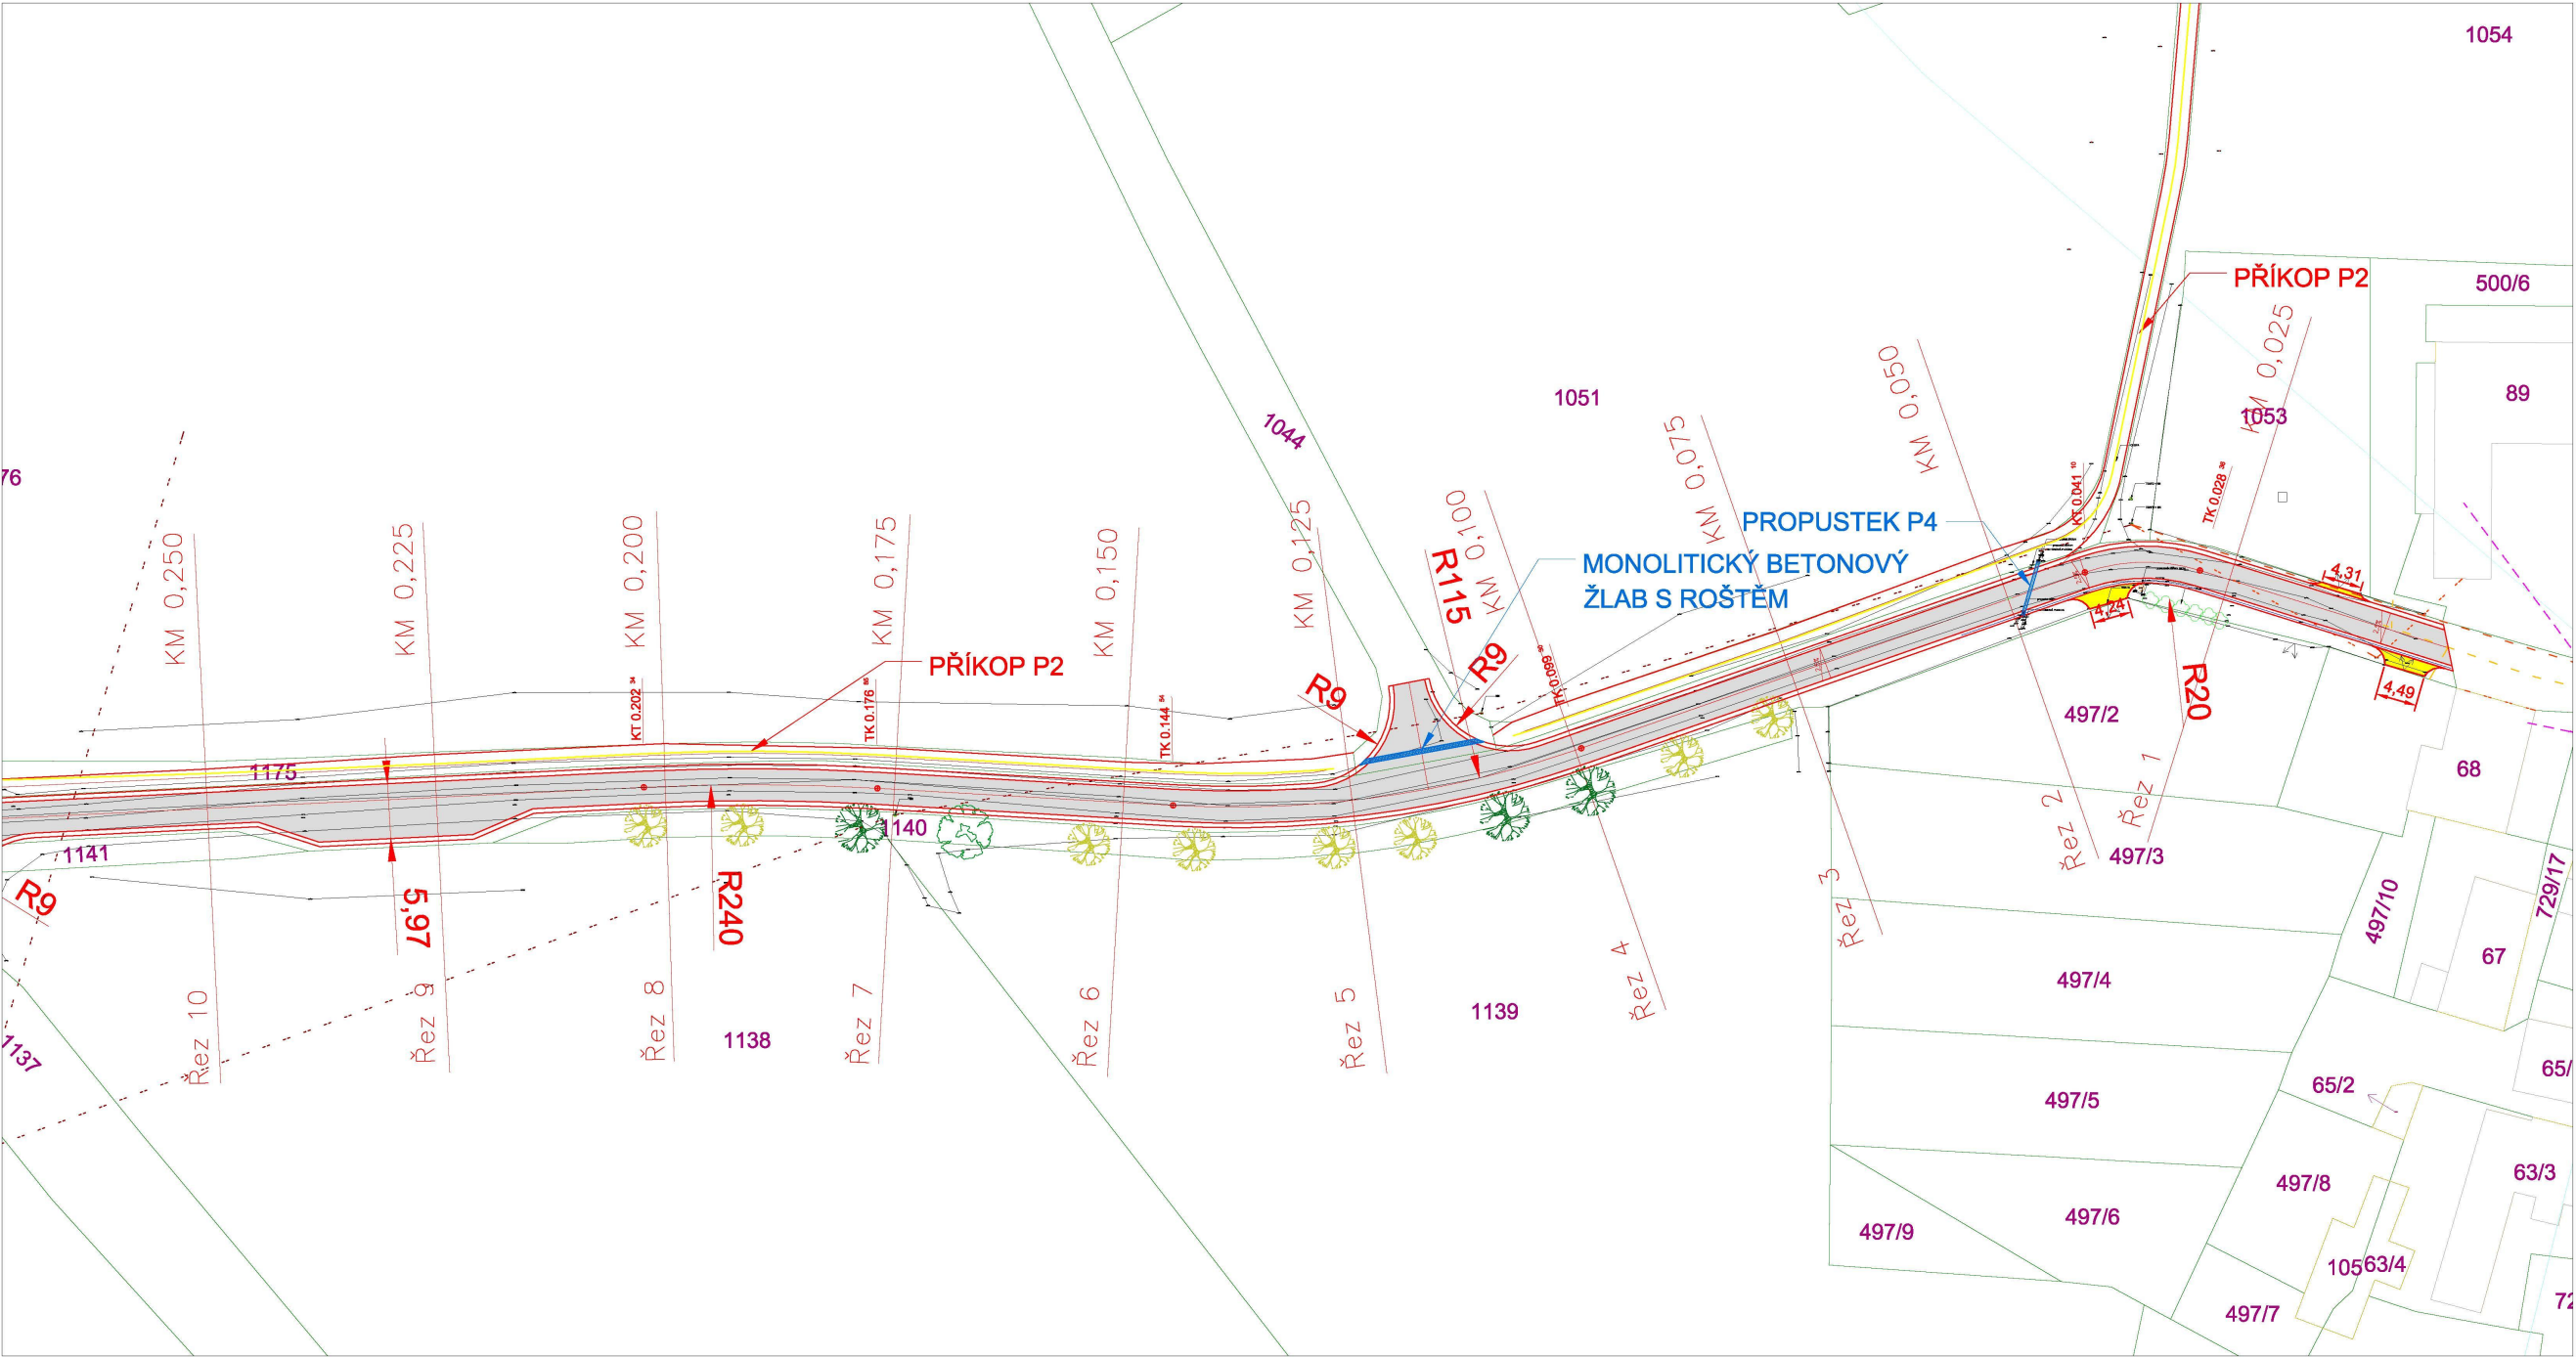 1054
PŘÍKOP P2
500/6
KM 0,025
89
1053
1051
1044
76
KM 0,050
KM 0,075
KT 0.041 10
TK 0.028
PROPUSTEK P4
MONOLITICKÝ BETONOVÝ
ŽLAB S ROŠTĚM
KM 0,100
KM 0,125
KM 0,150
KM 0,175
KM 0,200
KM 0,225
KM 0,250
4,31
4,24
4,49
R115
R9
R9
R20
TK 0.099
PŘÍKOP P2
KT 0.202 34
TK 0.176
TK 0.144
497/2
68
1175
1140
1141
R9
5,97
R240
Řez 1
Řez 2
Řez 3
Řez 4
Řez 5
Řez 6
Řez 7
Řez 8
Řez 9
Řez 10
497/3
497/10
729/17
67
497/4
1139
1138
1137
65/
65/2
497/5
497/8
63/3
497/6
497/9
105
63/4
497/7
72